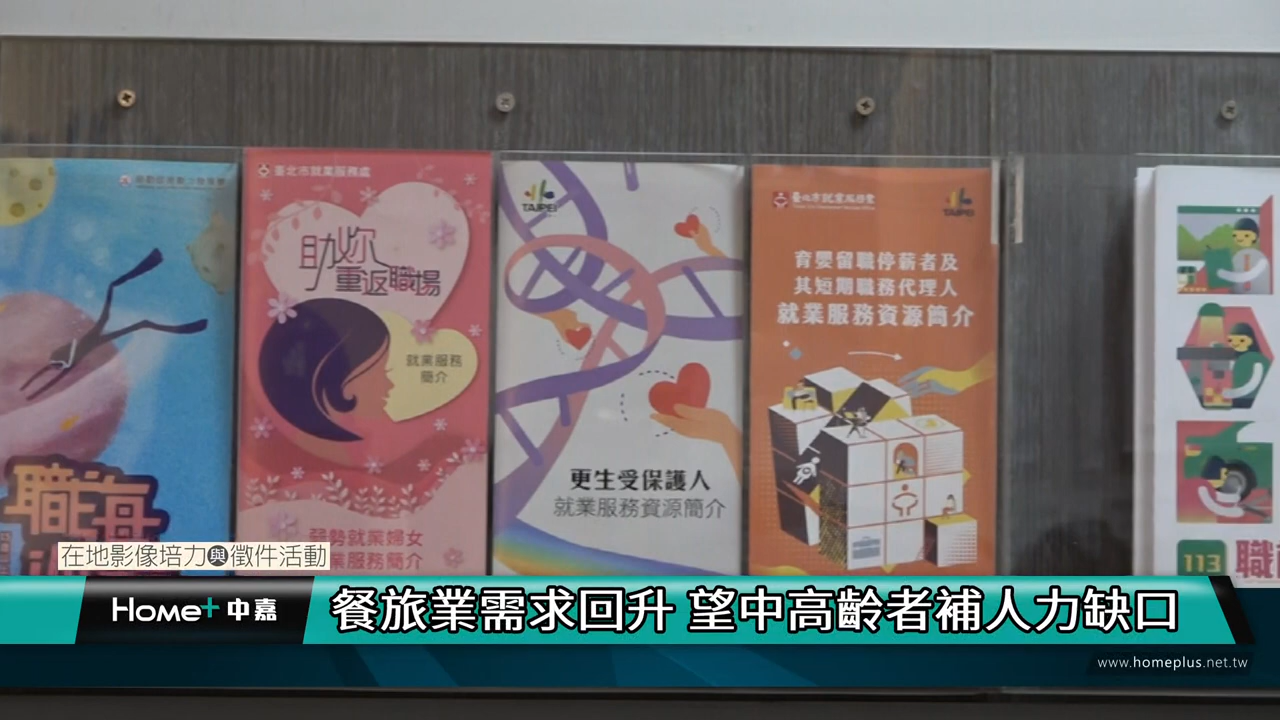 臺北市就業服務處
助妳
重返職場
就業服務
簡介
弱勢就業婦女
業服務簡介
TAIPEI
更生受保護人
就業服務資源簡介
臺北市就業服務處
TAIPEI
育嬰留職停薪者及
其短期職務代理人
就業服務資源簡介
職海
113
職
在地影像培力與徵件活動
Home+中嘉
餐旅業需求回升 望中高齡者補人力缺口
www.homeplus.net.tw